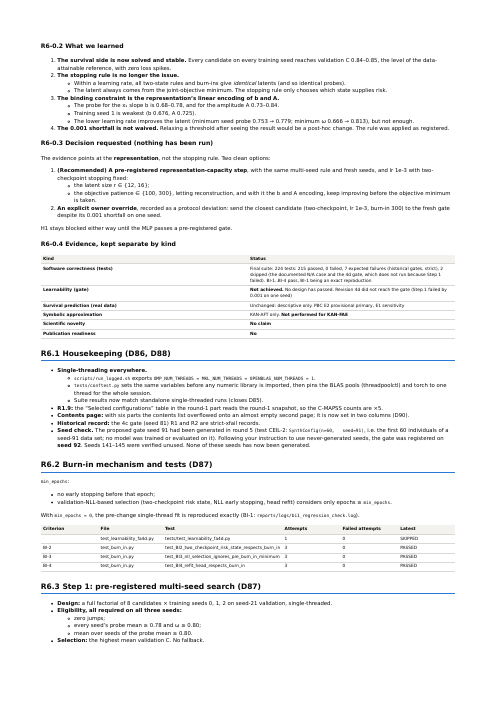 R6-0.2 What we learned
1. The survival side is now solved and stable. Every candidate on every training seed reaches validation C 0.84–0.85, the level of the data-
attainable reference, with zero loss spikes.
2. The stopping rule is no longer the issue.
Within a learning rate, all two-state rules and burn-ins give identical latents (and so identical probes).
The latent always comes from the joint-objective minimum. The stopping rule only chooses which state supplies risk.
3. The binding constraint is the representation's linear encoding of b and A.
The probe for the x₁ slope b is 0.68–0.78, and for the amplitude A 0.73–0.84.
Training seed 1 is weakest (b 0.676, A 0.725).
The lower learning rate improves the latent (minimum seed probe 0.753 → 0.779; minimum ω 0.666 → 0.813), but not enough.
4. The 0.001 shortfall is not waived. Relaxing a threshold after seeing the result would be a post-hoc change. The rule was applied as registered.
R6-0.3 Decision requested (nothing has been run)
The evidence points at the representation, not the stopping rule. Two clean options:
1. (Recommended) A pre-registered representation-capacity step, with the same multi-seed rule and fresh seeds, and lr 1e-3 with two-
checkpoint stopping fixed:
the latent size r ∈ {12, 16};
the objective patience ∈ {100, 300}, letting reconstruction, and with it the b and A encoding, keep improving before the objective minimum
is taken.
2. An explicit owner override, recorded as a protocol deviation: send the closest candidate (two-checkpoint, lr 1e-3, burn-in 300) to the fresh gate
despite its 0.001 shortfall on one seed.
H1 stays blocked either way until the MLP passes a pre-registered gate.
R6-0.4 Evidence, kept separate by kind
Kind Status
Software correctness (tests) Final suite: 224 tests: 215 passed, 0 failed, 7 expected failures (historical gates, strict), 2
skipped (the documented N/A case and the 4d gate, which does not run because Step 1
failed). BI-1. BI-4 pass, BI-1 being an exact reproduction
Learnability (gate) Not achieved. No design has passed. Revision 4d did not reach the gate (Step 1 failed by
0.001 on one seed)
Survival prediction (real data) Unchanged: descriptive only. PBC E2 provisional primary, E1 sensitivity
Symbolic approximation KAN-AFT only. Not performed for KAN-FAE
Scientific novelty No claim
Publication readiness No
R6.1 Housekeeping (D86, D88)
Single-threading everywhere.
scripts/run_logged.sh exports OMP_NUM_THREADS = MKL_NUM_THREADS = OPENBLAS_NUM_THREADS = 1.
tests/conftest.py sets the same variables before any numeric library is imported, then pins the BLAS pools (threadpoolctl) and torch to one
thread for the whole session.
Suite results now match standalone single-threaded runs (closes D85).
R1.9: the "Selected configurations" table in the round-1 part reads the round-1 snapshot, so the C-MAPSS counts are ×5.
Contents page: with six parts the contents list overflowed onto an almost empty second page; it is now set in two columns (D90).
Historical record: the 4c gate (seed 81) R1 and R2 are strict-xfail records.
Seed check. The proposed gate seed 91 had been generated in round 5 (test CEIL-2: SynthConfig(n=60, seed=91), i.e. the first 60 individuals of a
seed-91 data set; no model was trained or evaluated on it). Following your instruction to use never-generated seeds, the gate was registered on
seed 92. Seeds 141–145 were verified unused. None of these seeds has now been generated.
R6.2 Burn-in mechanism and tests (D87)
min_epochs:
no early stopping before that epoch;
validation-NLL-based selection (two-checkpoint risk state, NLL early stopping, head refit) considers only epochs ≥ min_epochs.
With min_epochs = 0, the pre-change single-thread fit is reproduced exactly (BI-1: reports/logs/bi1_regression_check.log).
Criterion File Test Attempts Failed attempts Latest
test_learnability_fadd.py tests/test_learnability_fadd.py 1 0 SKIPPED
BI-2 test_burn_in.py test_BI2_two_checkpoint_risk_state_respects_burn_in 3 0 PASSED
BI-3 test_burn_in.py test_BI3_nll_selection_ignores_pre_burn_in_minimum 3 0 PASSED
BI-4 test_burn_in.py test_BI4_refit_head_respects_burn_in 3 0 PASSED
R6.3 Step 1: pre-registered multi-seed search (D87)
Design: a full factorial of 8 candidates × training seeds 0, 1, 2 on seed-21 validation, single-threaded.
Eligibility, all required on all three seeds:
zero jumps;
every seed's probe mean ≥ 0.78 and ω ≥ 0.80;
mean over seeds of the probe mean ≥ 0.80.
Selection: the highest mean validation C. No fallback.